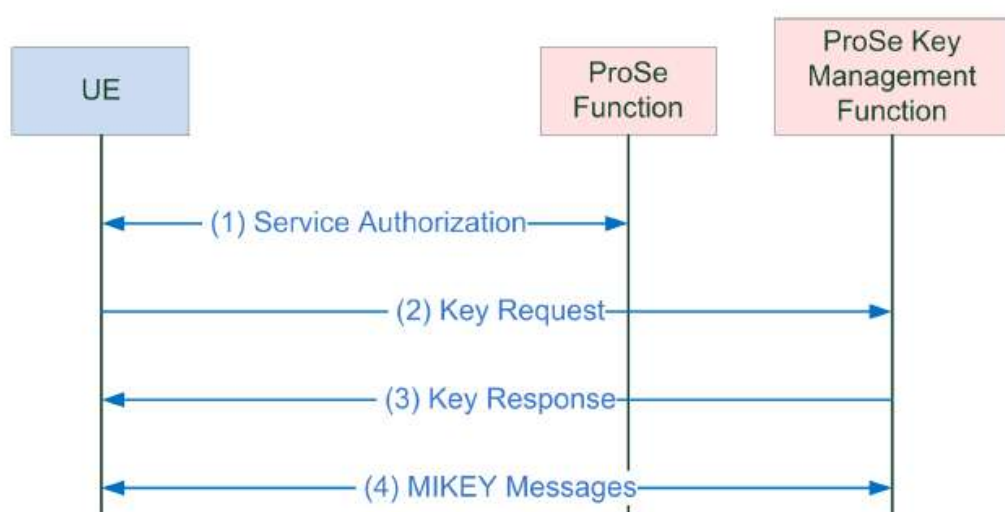 UE
ProSe
Function
ProSe Key
Management
Function
(1) Service Authorization
(2) Key Request
(3) Key Response
(4) MIKEY Messages